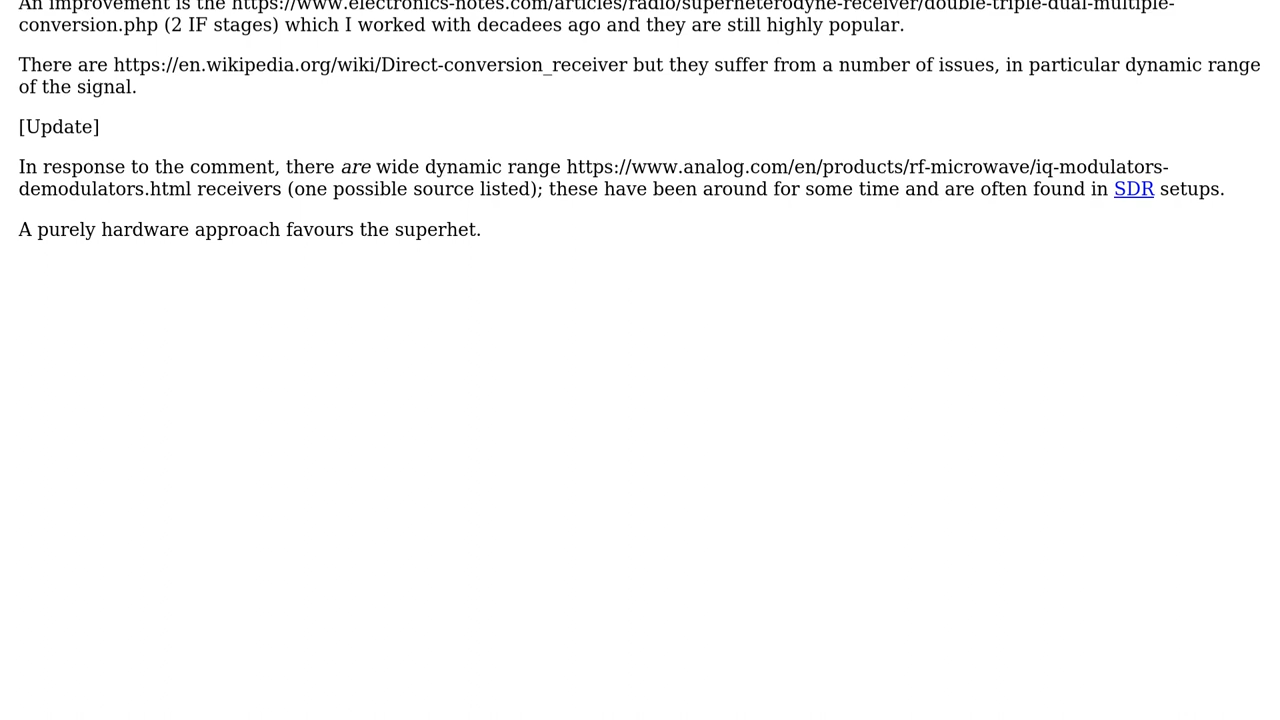 An improvement is the https://www.electronics-notes.com/articles/radio/superheterodyne-receiver/double-triple-dual-multiple-
conversion.php (2 IF stages) which I worked with decadees ago and they are still highly popular.
There are https://en.wikipedia.org/wiki/Direct-conversion_receiver but they suffer from a number of issues, in particular dynamic range
of the signal.
[Update]
In response to the comment, there are wide dynamic range https://www.analog.com/en/products/rf-microwave/iq-modulators-
demodulators.html receivers (one possible source listed); these have been around for some time and are often found in SDR setups.
A purely hardware approach favours the superhet.